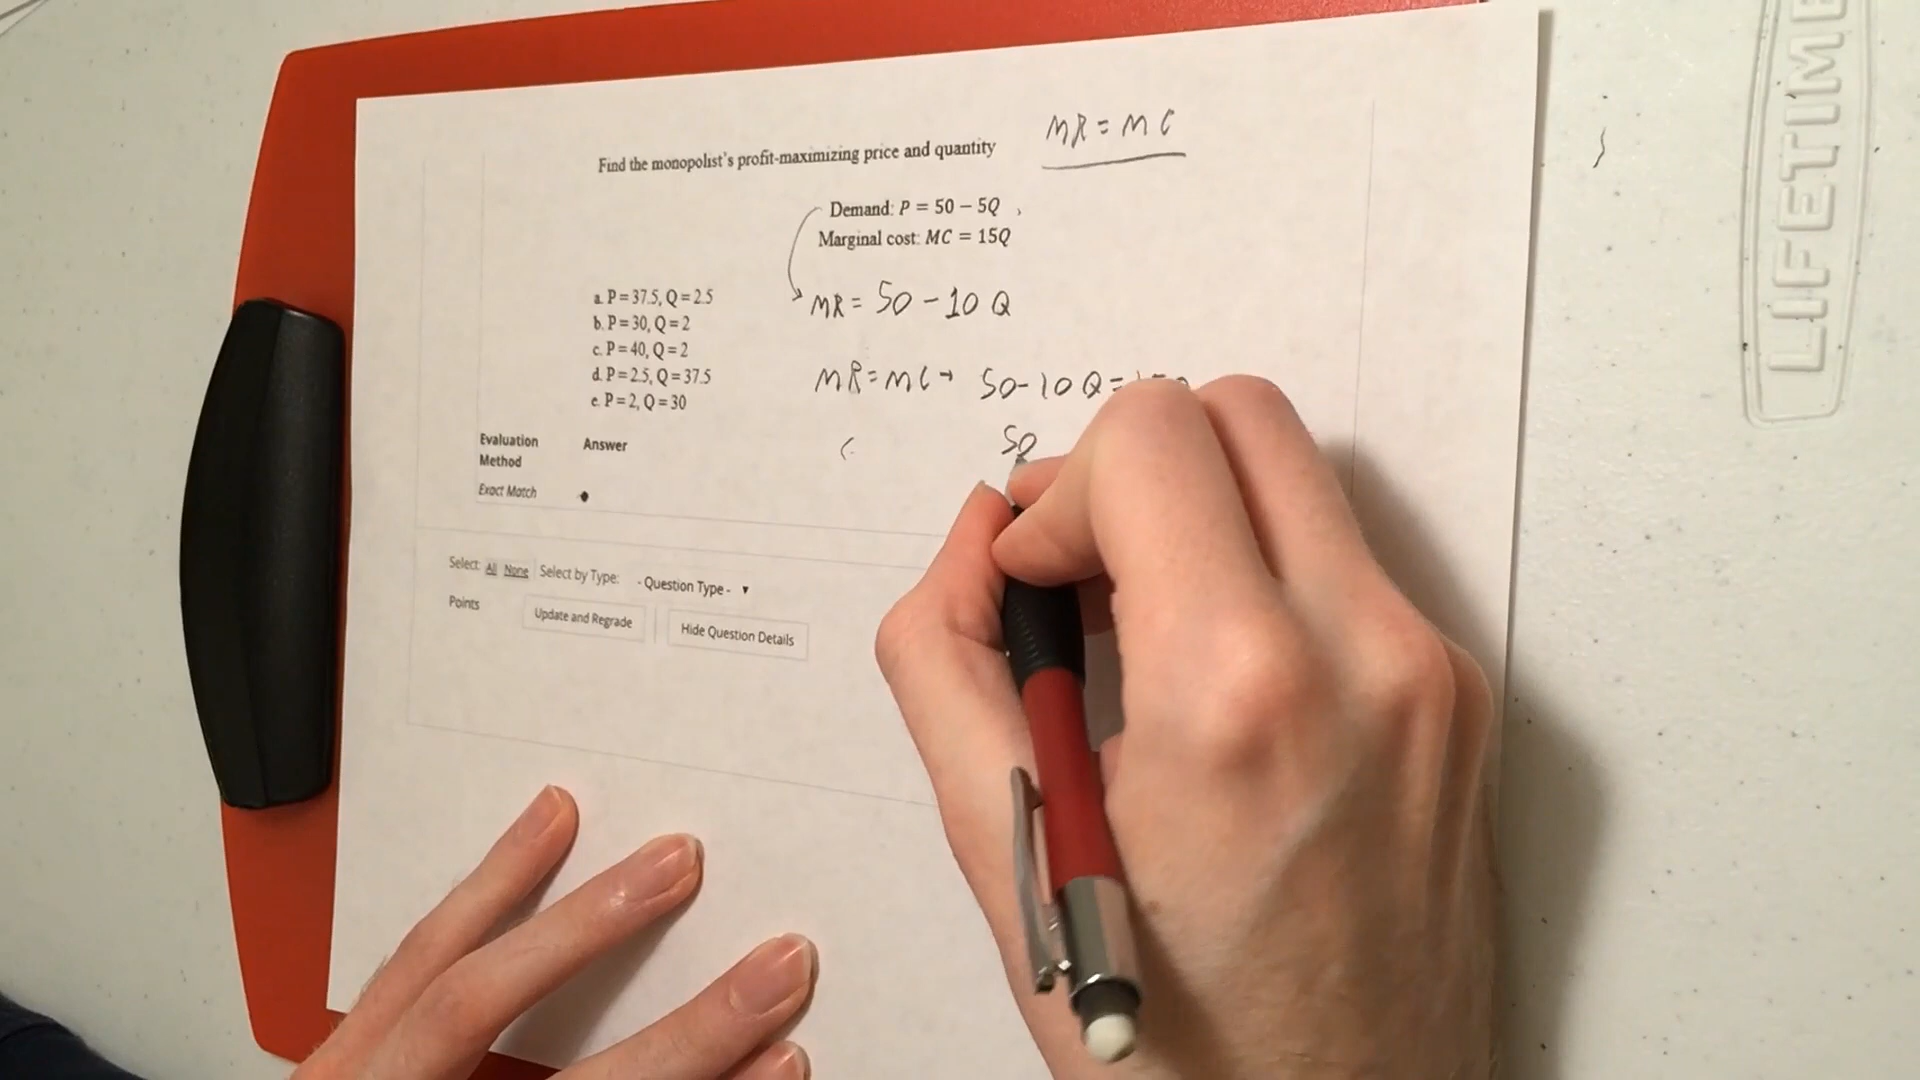 MR = MC
Find the monopolist's profit-maximizing price and quantity
Demand: P = 50 − 5Q
Marginal cost: MC = 15Q
MR = 50 - 10 Q
a. P = 37.5, Q = 2.5
b. P = 30, Q = 2
c. P = 40, Q = 2
d. P = 2.5, Q = 37.5
e. P = 2, Q = 30
MR = MC → 50 - 10 Q =
50
Evaluation Method
Answer
Exact Match
Select: All None Select by Type: - Question Type - ▼
Points
Update and Regrade
Hide Question Details
LIFETIME